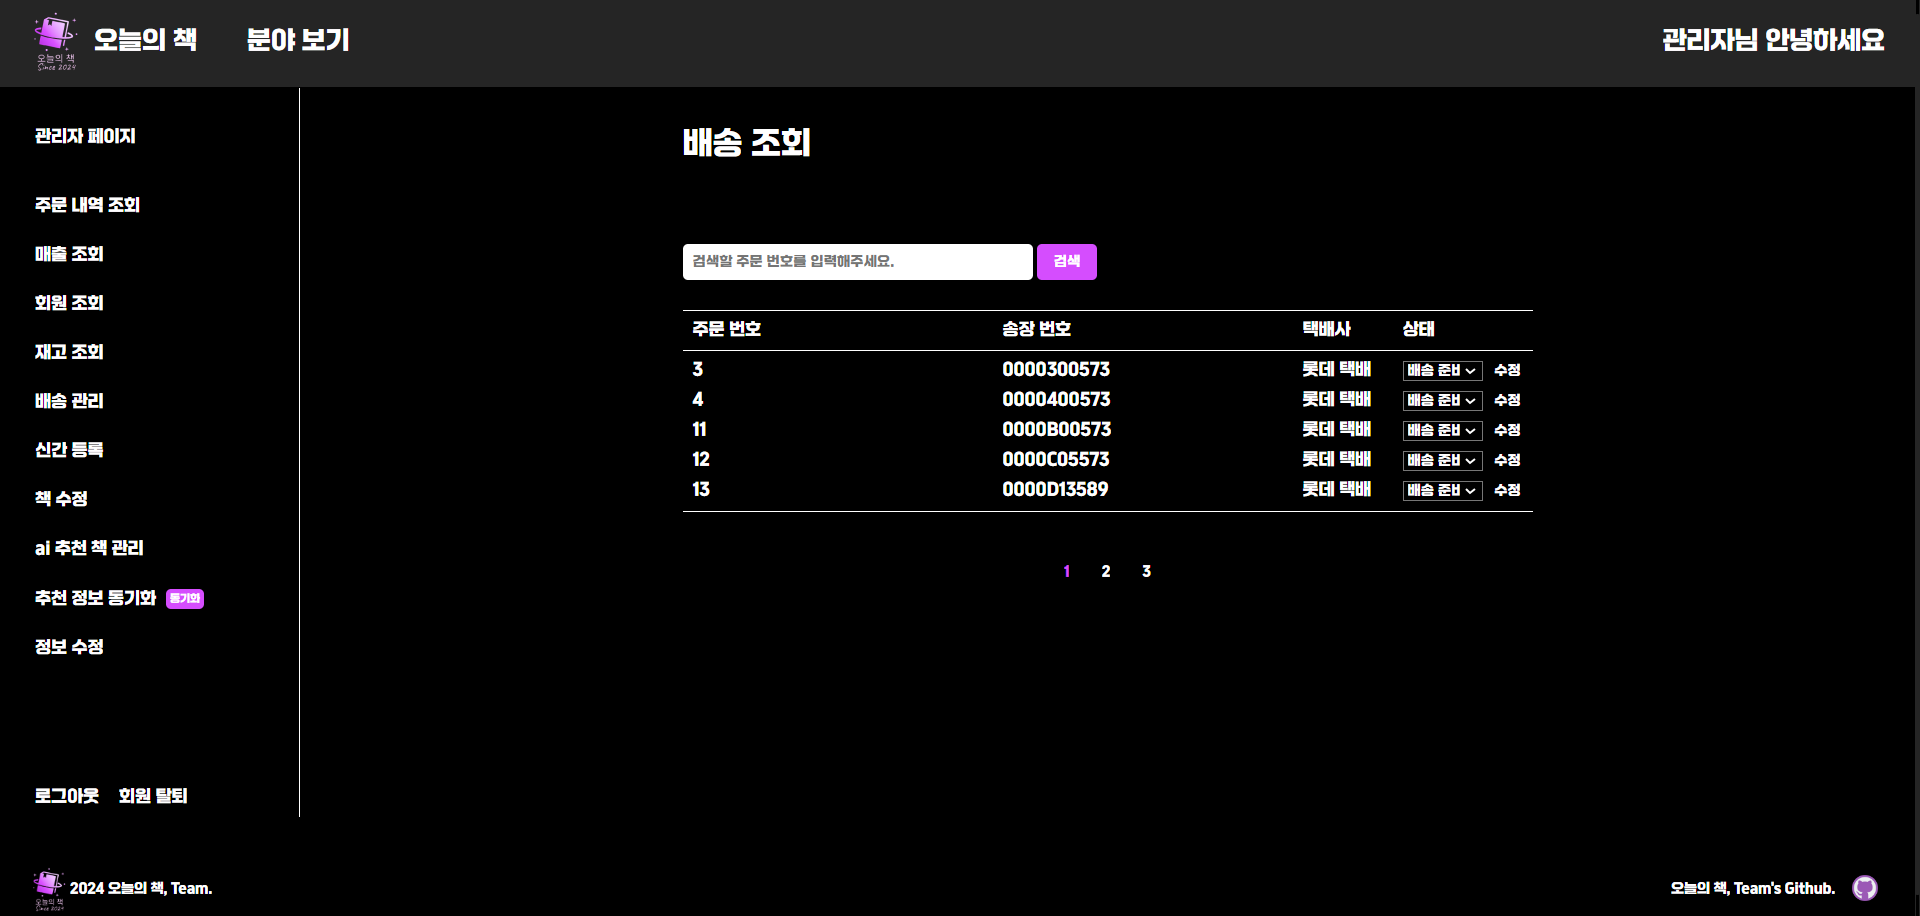 오늘의 책
Since 2024
오늘의 책 분야 보기 관리자님 안녕하세요
관리자 페이지
주문 내역 조회
매출 조회
회원 조회
재고 조회
배송 관리
신간 등록
책 수정
ai 추천 책 관리
추천 정보 동기화 동기화
정보 수정
로그아웃 회원 탈퇴
배송 조회
검색할 주문 번호를 입력해주세요. 검색
주문 번호 송장 번호 택배사 상태
3 0000300573 롯데 택배 배송 준비 수정
4 0000400573 롯데 택배 배송 준비 수정
11 0000B00573 롯데 택배 배송 준비 수정
12 0000C05573 롯데 택배 배송 준비 수정
13 0000D13589 롯데 택배 배송 준비 수정
1 2 3
오늘의 책
Since 2024
2024 오늘의 책, Team. 오늘의 책, Team's Github.